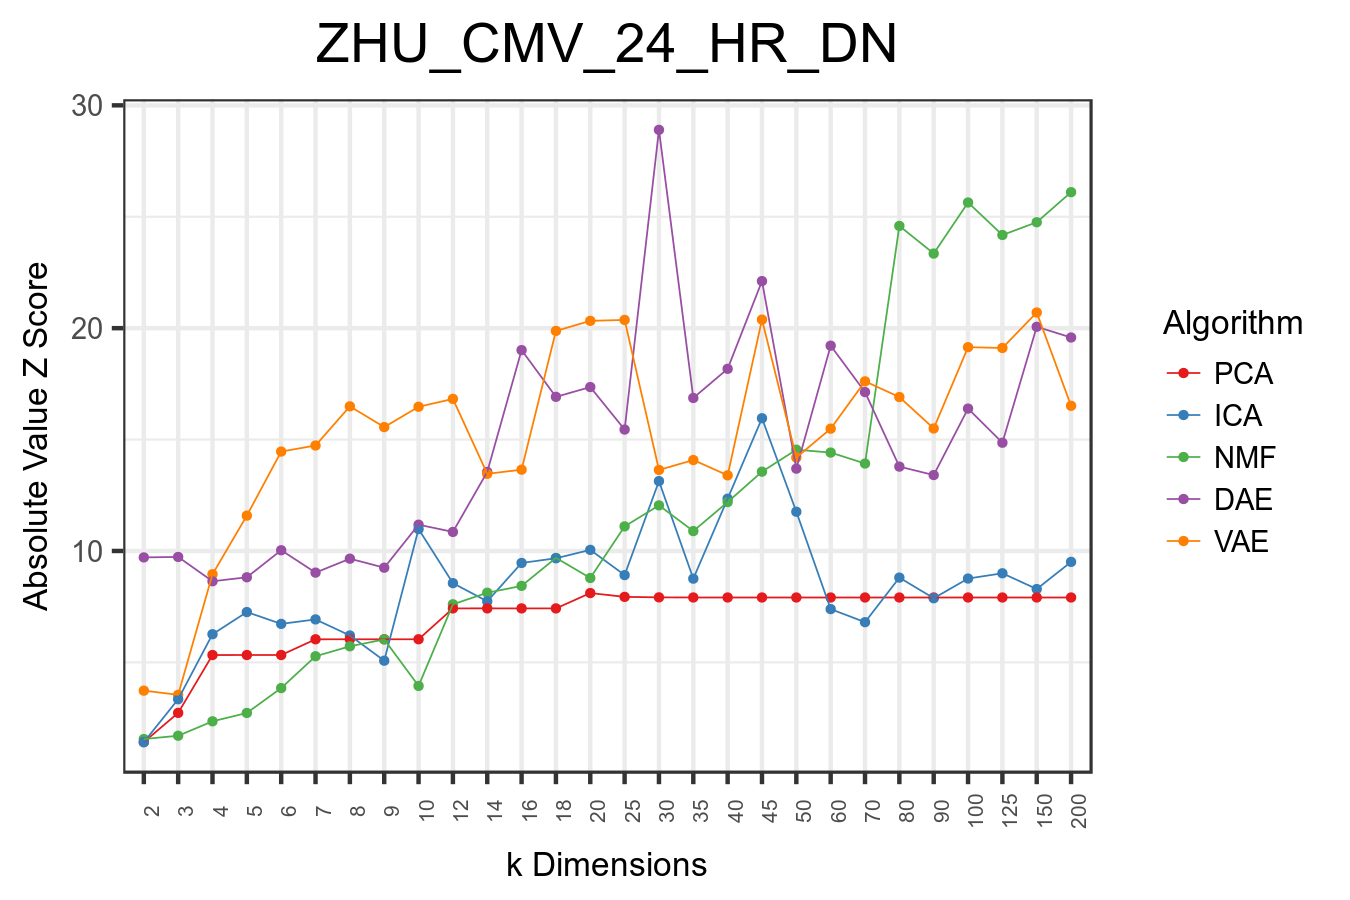 ZHU_CMV_24_HR_DN
30
20
10
Absolute Value Z Score
2 3 4 5 6 7 8 9 10 12 14 16 18 20 25 30 35 40 45 50 60 70 80 90 100 125 150 200
k Dimensions
Algorithm
PCA
ICA
NMF
DAE
VAE